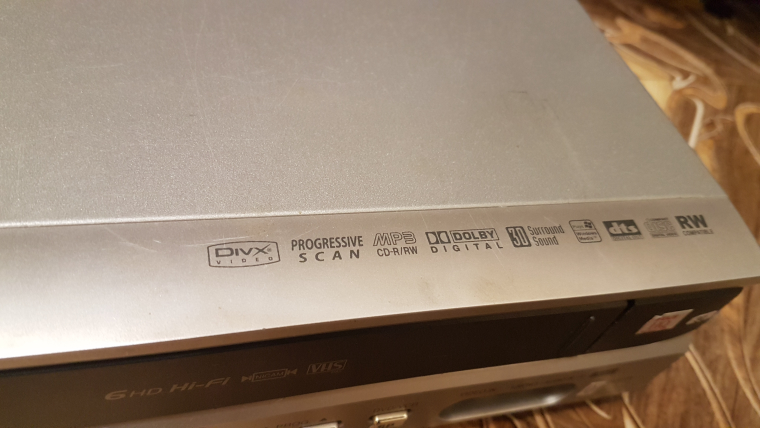 DIVX
VIDEO
PROGRESSIVE
SCAN
MP3
CD-R/RW
DOLBY
DIGITAL
3D Surround
Sound
dts
RW
COMPATIBLE
6HD HI-FI
VHS